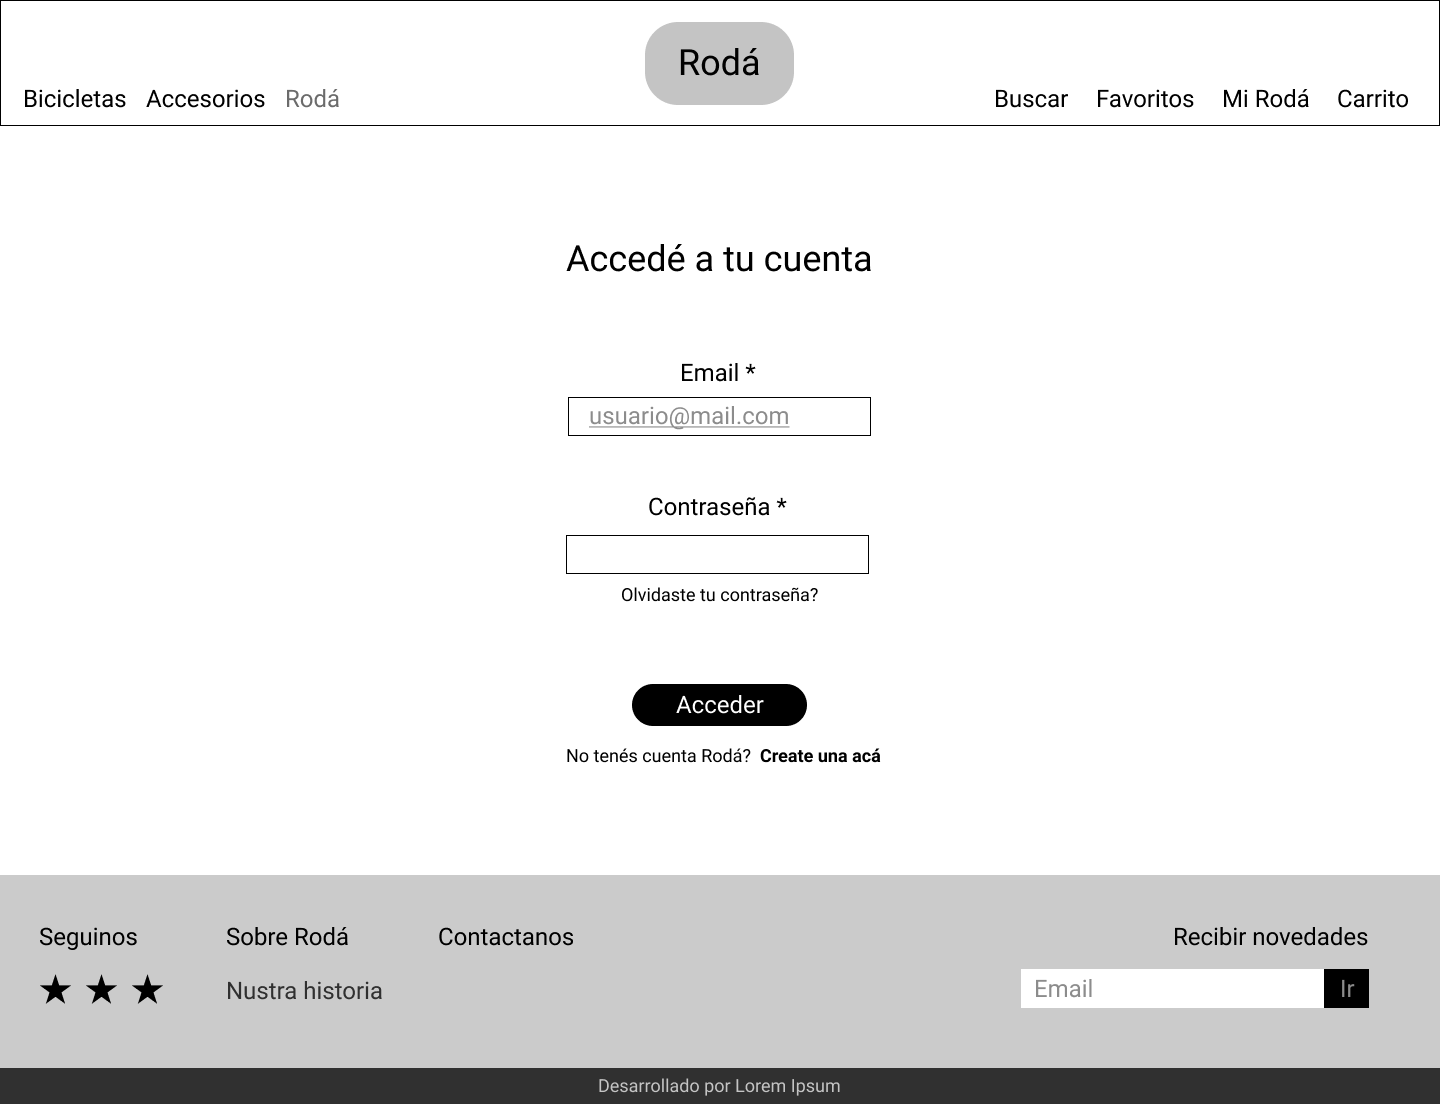 Rodá
Bicicletas Accesorios Rodá Buscar Favoritos Mi Rodá Carrito
Accedé a tu cuenta
Email *
usuario@mail.com
Contraseña *
Olvidaste tu contraseña?
Acceder
No tenés cuenta Rodá? Create una acá
Seguinos Sobre Rodá Contactanos Recibir novedades
Nustra historia Email Ir
Desarrollado por Lorem Ipsum